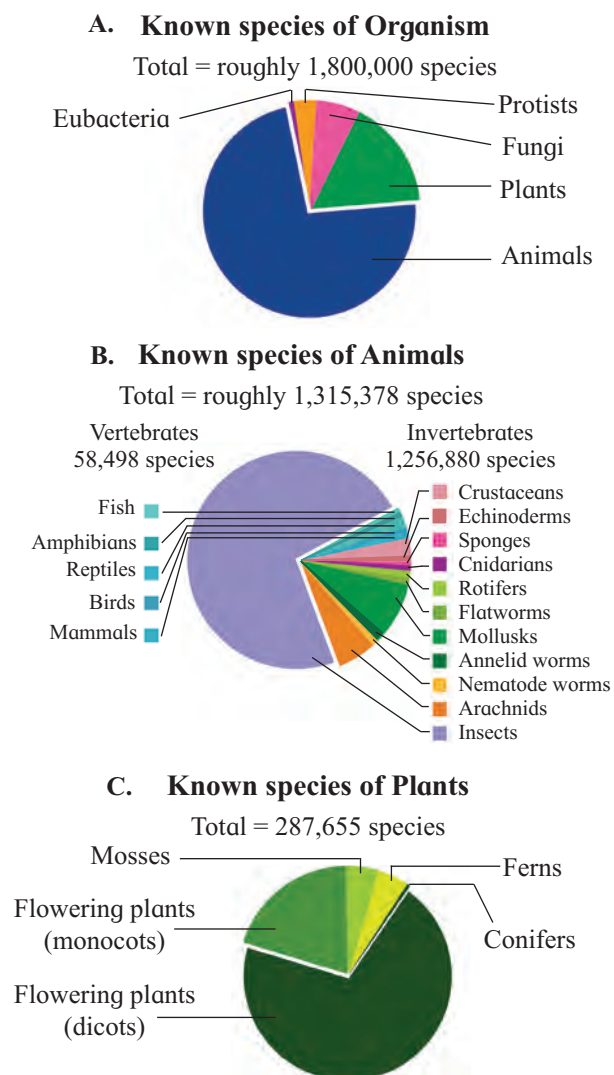 A. Known species of Organism
Total = roughly 1,800,000 species
Eubacteria
Protists
Fungi
Plants
Animals
B. Known species of Animals
Total = roughly 1,315,378 species
Vertebrates
58,498 species
Invertebrates
1,256,880 species
Fish
Amphibians
Reptiles
Birds
Mammals
Crustaceans
Echinoderms
Sponges
Cnidarians
Rotifers
Flatworms
Mollusks
Annelid worms
Nematode worms
Arachnids
Insects
C. Known species of Plants
Total = 287,655 species
Mosses
Ferns
Flowering plants
(monocots)
Conifers
Flowering plants
(dicots)